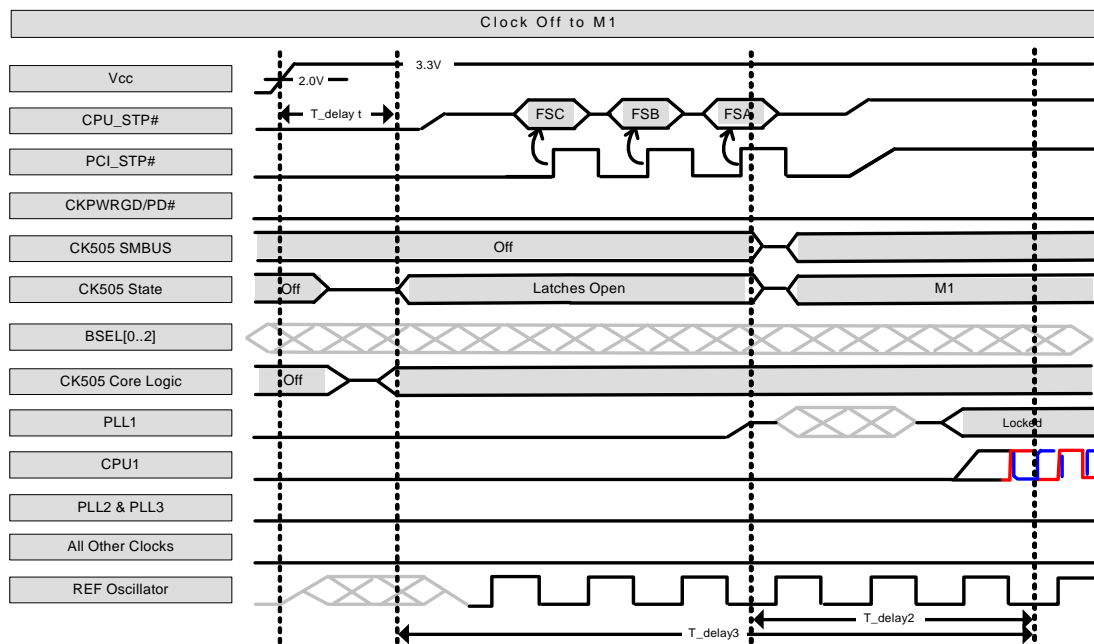 Clock Off to M1
Vcc
2.0V
3.3V
T_delay t
CPU_STP#
FSC
FSB
FSA
PCI_STP#
CKPWRGD/PD#
CK505 SMBUS
Off
CK505 State
Off
Latches Open
M1
BSEL[0..2]
CK505 Core Logic
Off
PLL1
Locked
CPU1
PLL2 & PLL3
All Other Clocks
REF Oscillator
T_delay2
T_delay3